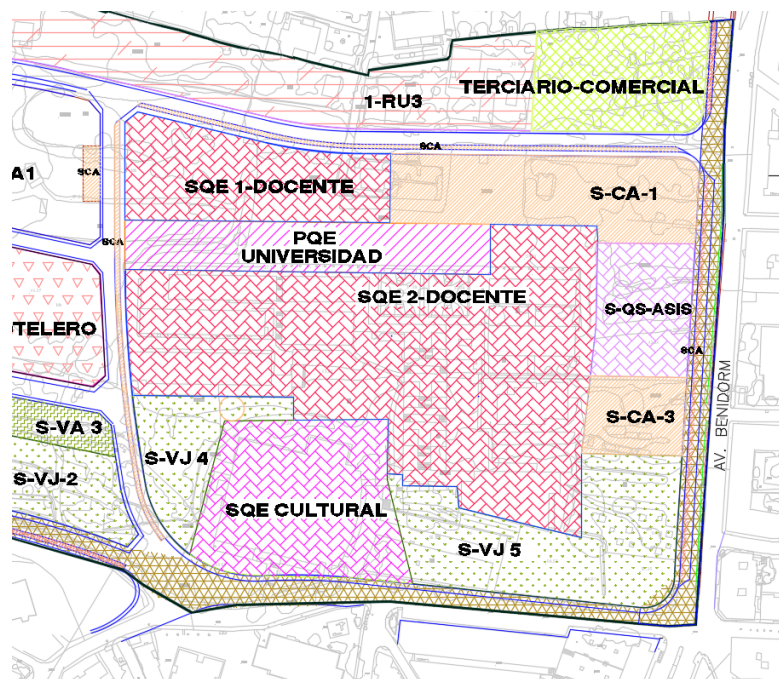 TERCIARIO-COMERCIAL
1-RU3
SCA
A1
SCA
SQE 1-DOCENTE
S-CA-1
SCA
PQE
UNIVERSIDAD
SQE 2-DOCENTE
S-QS-ASIS
TELERO
SCA
AV. BENIDORM
S-CA-3
S-VA 3
S-VJ 4
S-VJ-2
SQE CULTURAL
S-VJ 5